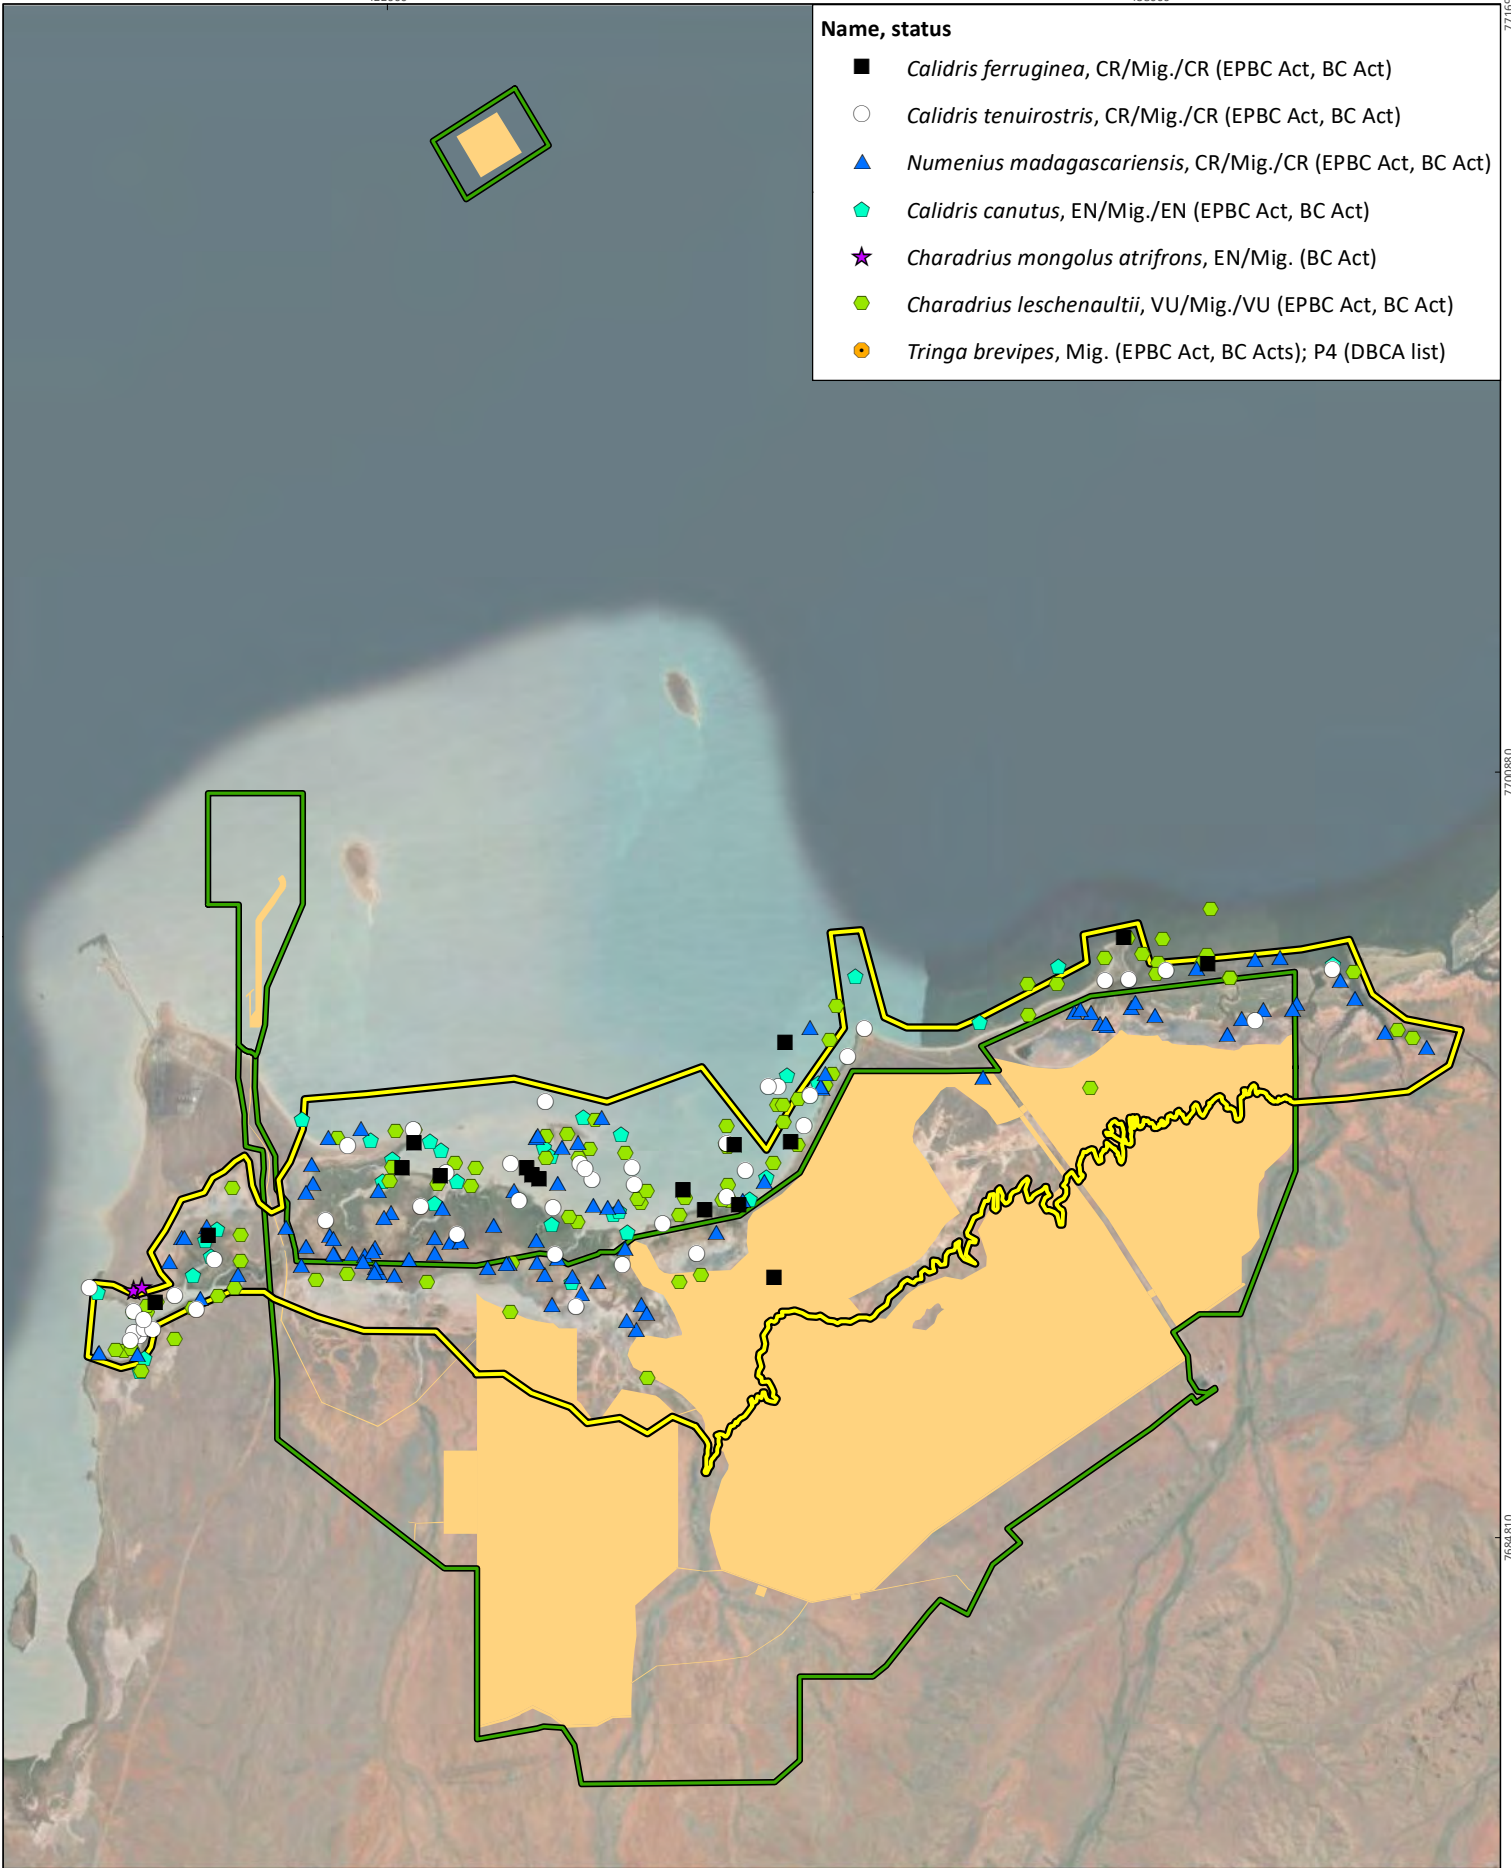 Name, status
Calidris ferruginea, CR/Mig./CR (EPBC Act, BC Act)
Calidris tenuirostris, CR/Mig./CR (EPBC Act, BC Act)
Numenius madagascariensis, CR/Mig./CR (EPBC Act, BC Act)
Calidris canutus, EN/Mig./EN (EPBC Act, BC Act)
Charadrius mongolus atrifrons, EN/Mig. (BC Act)
Charadrius leschenaultii, VU/Mig./VU (EPBC Act, BC Act)
Tringa brevipes, Mig. (EPBC Act, BC Acts); P4 (DBCA list)
7700880
7684810